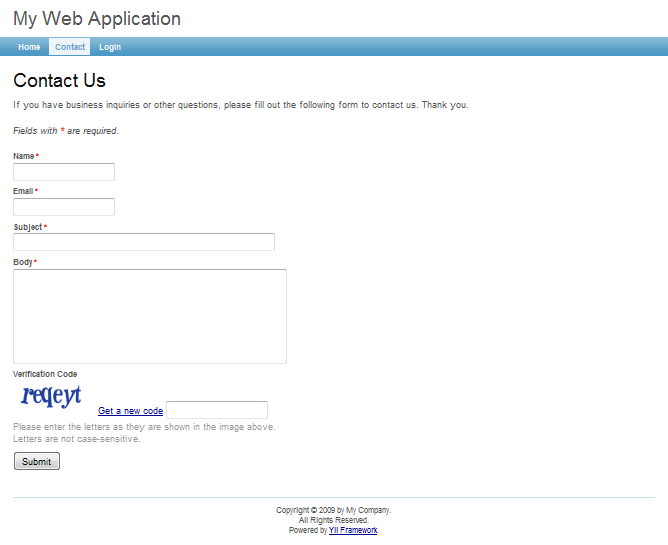 My Web Application
Home Contact Login
Contact Us
If you have business inquiries or other questions, please fill out the following form to contact us. Thank you.
Fields with * are required.
Name *
Email *
Subject *
Body *
Verification Code
reqeyt
Get a new code
Please enter the letters as they are shown in the image above.
Letters are not case-sensitive.
Submit
Copyright © 2009 by My Company.
All Rights Reserved.
Powered by Yii Framework.